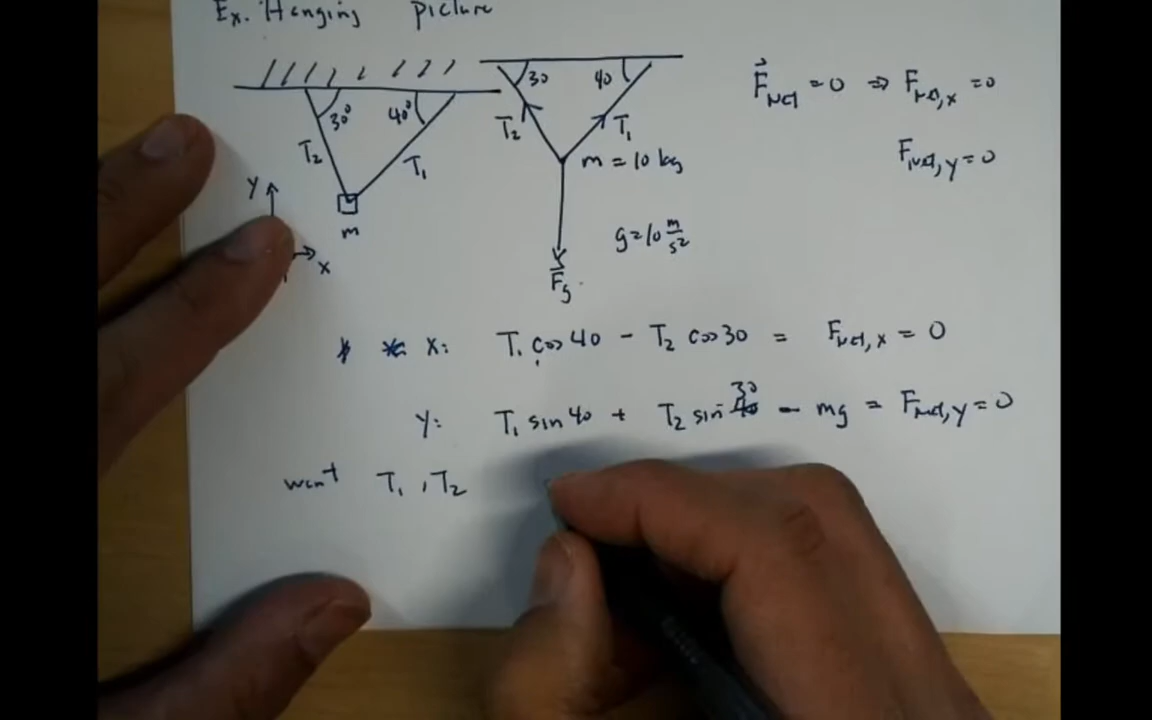 Ex. Hanging picture
30° 40°
T₂ T₁
m
Y
X
30 40
T₂ T₁
m = 10 kg
g=10 m/s²
F⃗g
F⃗Net = 0 ⇒ FNet,x = 0
FNet,y = 0
X: T₁ cos 40 - T₂ cos 30 = FNet,x = 0
Y: T₁ sin 40 + T₂ sin 30 - mg = FNet,y = 0
want T₁, T₂